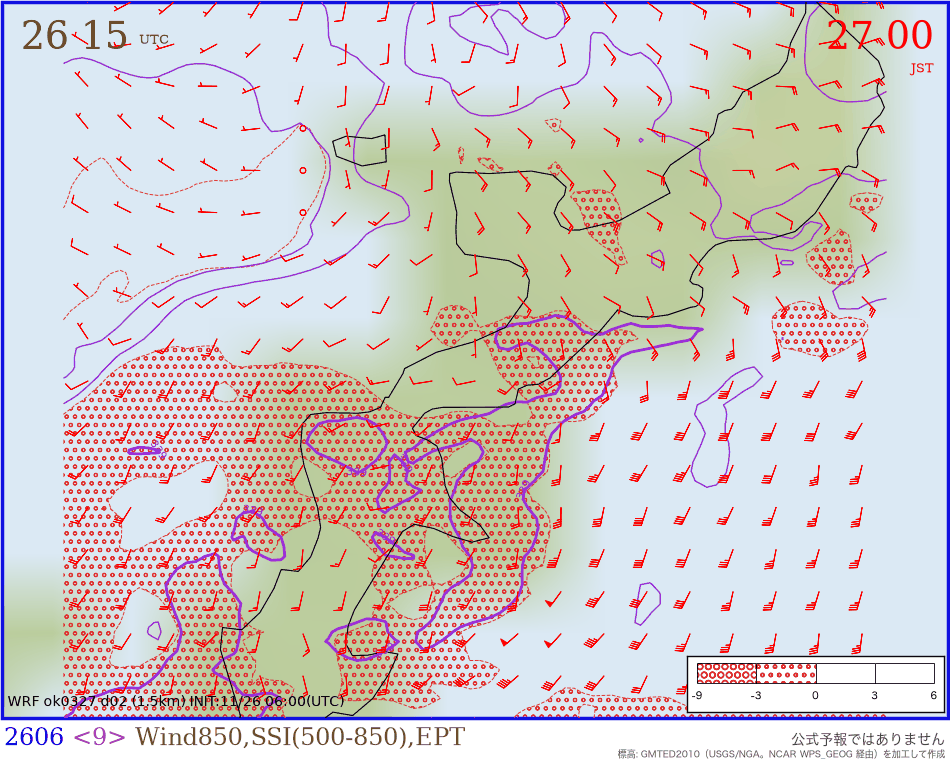 26 15 UTC
27 00
JST
-9 -3 0 3 6
WRF ok0327 d02 (1.5km) INIT:11/26 06:00(UTC)
2606 <9> Wind850,SSI(500-850),EPT
公式予報ではありません
標高: GMTED2010（USGS/NGA。NCAR WPS_GEOG 経由）を加工して作成